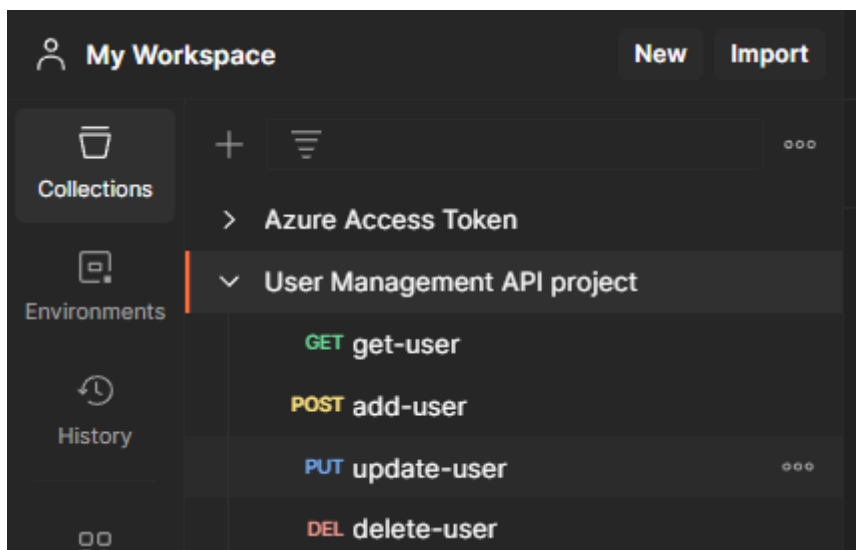 My Workspace
New
Import
Collections
Environments
History
Azure Access Token
User Management API project
GET get-user
POST add-user
PUT update-user
DEL delete-user